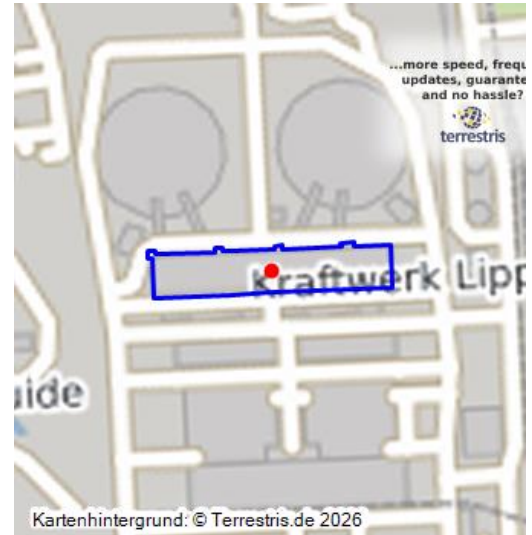 ...more speed, frequ
updates, guarante
and no hassle?
terrestris
Kraftwerk Lipp
uide
Kartenhintergrund: © Terrestris.de 2026